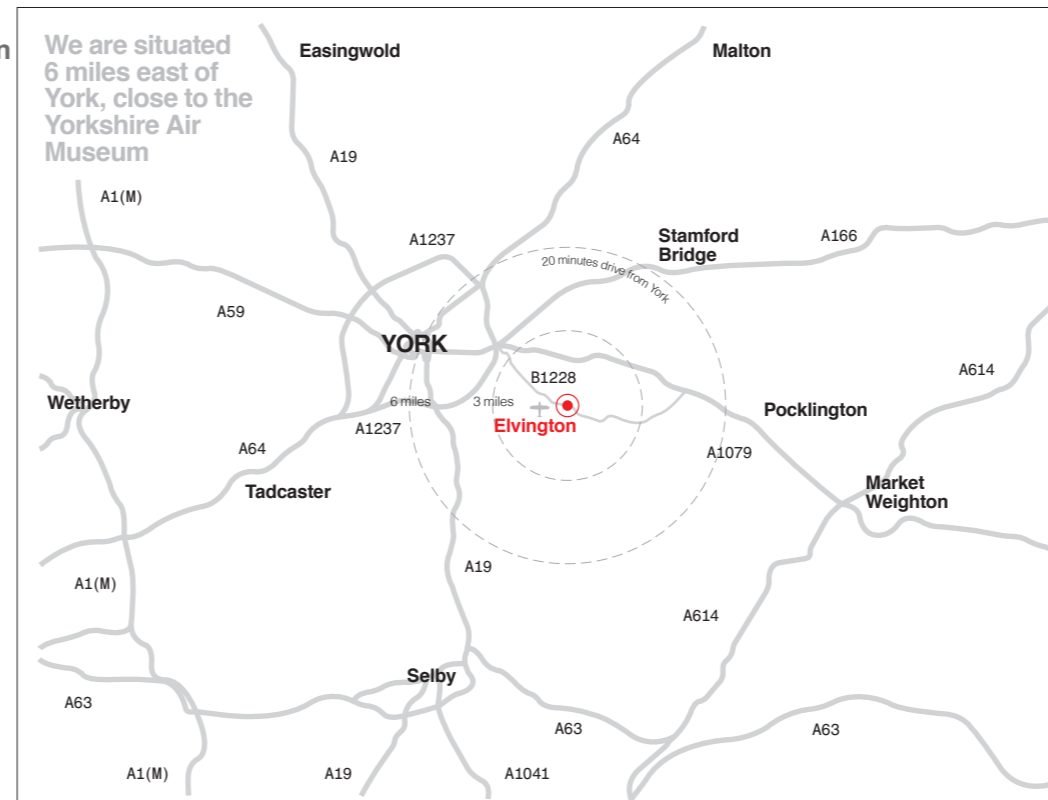 n
We are situated
6 miles east of
York, close to the
Yorkshire Air
Museum
Easingwold
Malton
A19
A64
A1(M)
A1237
Stamford
Bridge
A166
20 minutes drive from York
A59
YORK
B1228
A614
Wetherby
6 miles
3 miles
Elvington
Pocklington
A1237
A64
A1079
Tadcaster
Market
Weighton
A19
A1(M)
A614
Selby
A63
A63
A63
A1(M)
A19
A1041